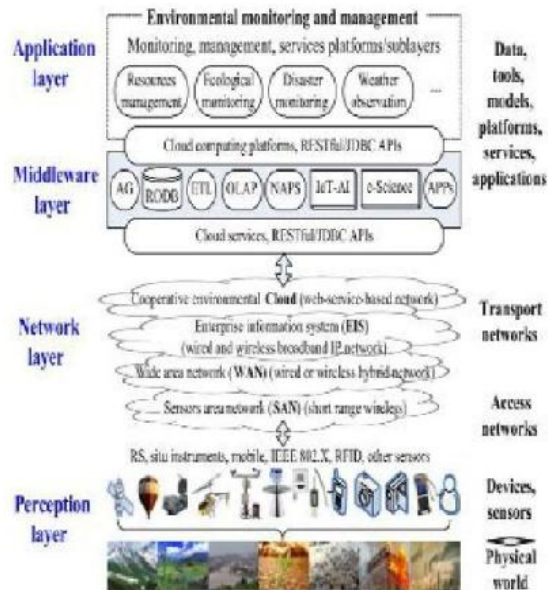 Environmental monitoring and management
Application layer
Monitoring, management, services platforms/sublayers
Resources management
Ecological monitoring
Disaster monitoring
Weather observation
...
Data, tools, models, platforms, services, applications
Cloud computing platforms, RESTful/JDBC APIs
Middleware layer
AG
RODB
ETL
OLAP
NAPS
IoT-AI
e-Science
APPs
Cloud services, RESTful/JDBC APIs
Network layer
Cooperative environmental Cloud (web-service-based network)
Enterprise information system (EIS)
(wired and wireless broadband IP network)
Wide area network (WAN) (wired or wireless hybrid network)
Transport networks
Sensors area network (SAN) (short range wireless)
Access networks
RS, situ instruments, mobile, IEEE 802.X, RFID, other sensors
Perception layer
Devices, sensors
Physical world